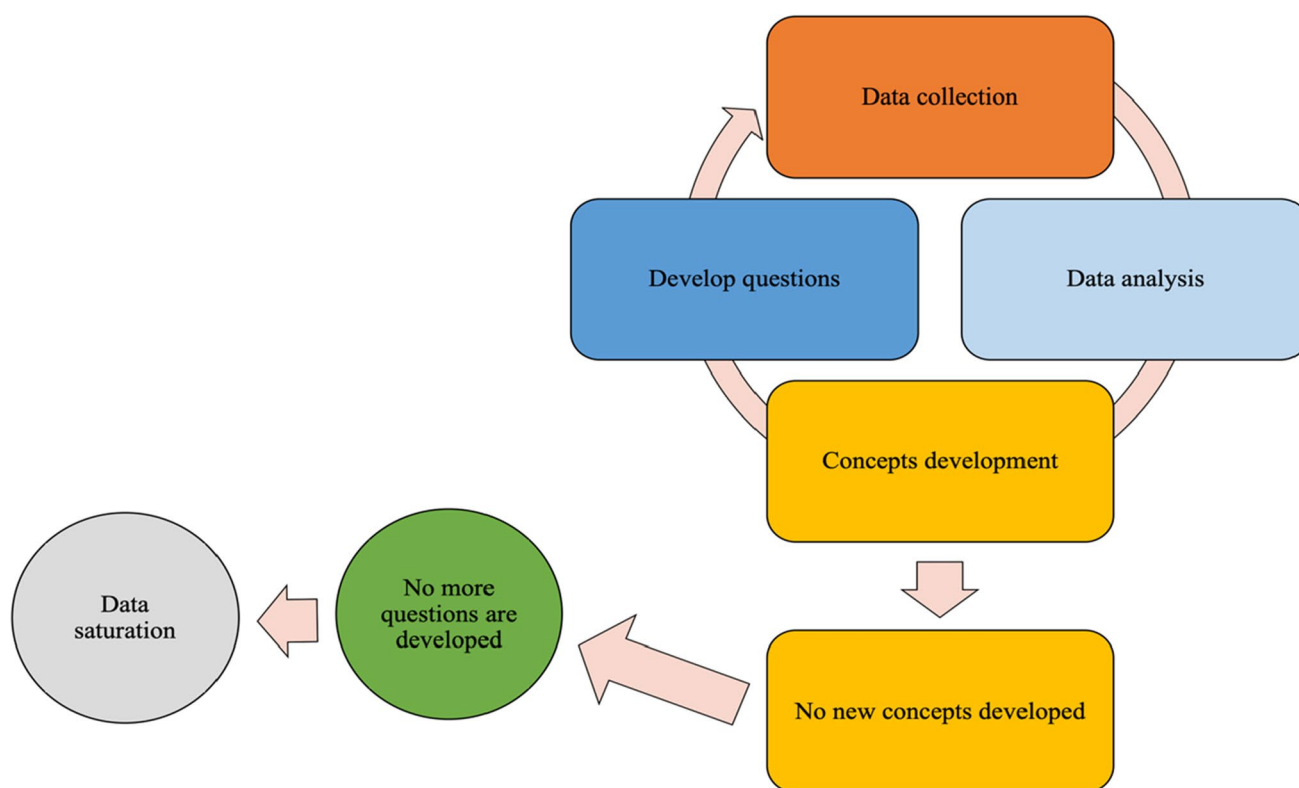 Data collection
Develop questions
Data analysis
Concepts development
No more
questions are
developed
Data
saturation
No new concepts developed